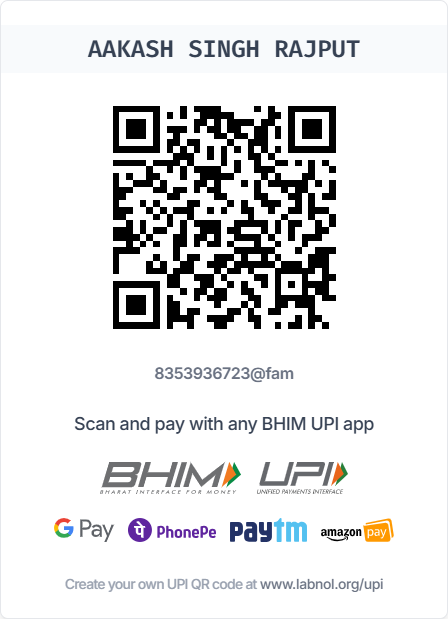 AAKASH SINGH RAJPUT
8353936723@fam
Scan and pay with any BHIM UPI app
BHIM UPI
BHARAT INTERFACE FOR MONEY UNIFIED PAYMENTS INTERFACE
G Pay PhonePe paytm amazon pay
Create your own UPI QR code at www.labnol.org/upi